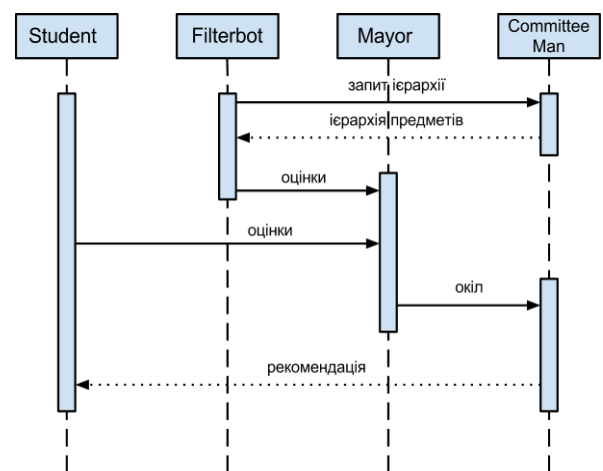 Student
Filterbot
Mayor
Committee
Man
запит ієрархії
ієрархія предметів
оцінки
оцінки
окіл
рекомендація